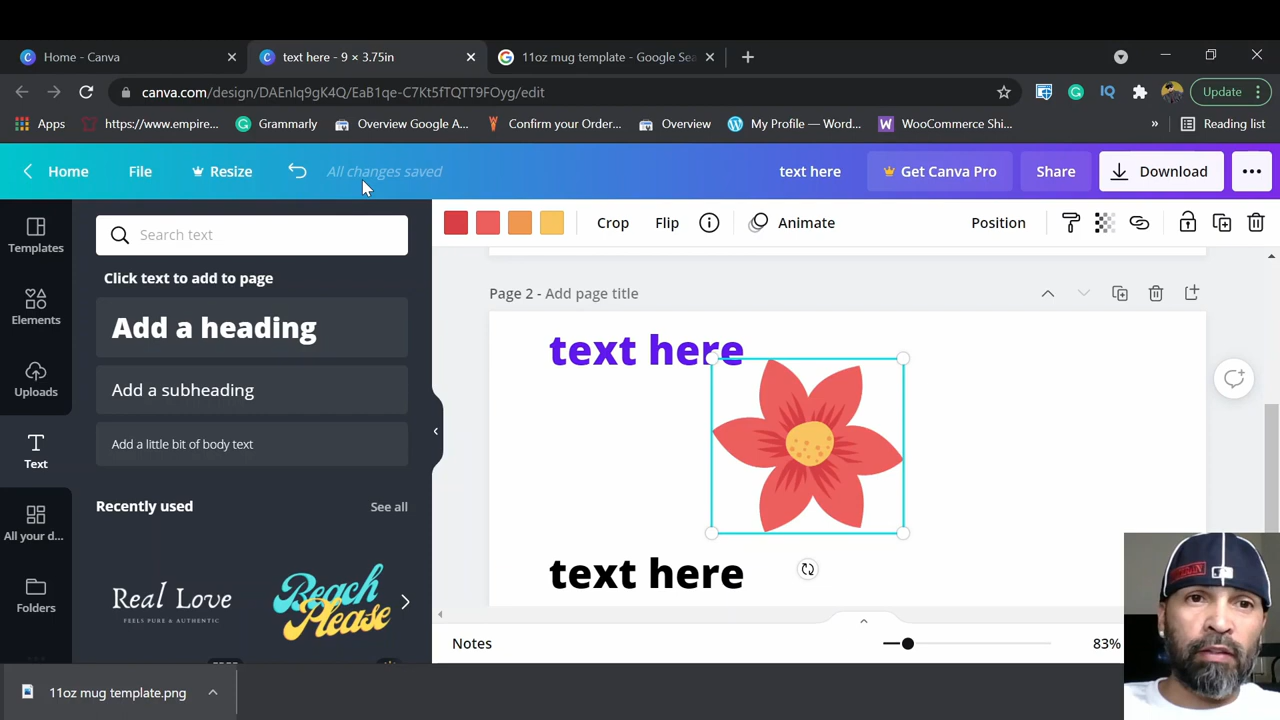 Home - Canva
text here - 9 × 3.75in
11oz mug template - Google Sea
canva.com/design/DAEnIq9gK4Q/EaB1qe-C7Kt5fTQTT9FOyg/edit
Update
Apps
https://www.empire...
Grammarly
Overview Google A...
Confirm your Order...
Overview
My Profile — Word...
WooCommerce Shi...
»
Reading list
Home
File
Resize
All changes saved
text here
Get Canva Pro
Share
Download
Templates
Elements
Uploads
Text
All your d...
Folders
Search text
Click text to add to page
Add a heading
Add a subheading
Add a little bit of body text
Recently used
See all
Real Love
FEELS PURE & AUTHENTIC
Beach
Please
Crop
Flip
Animate
Position
Page 2 - Add page title
text here
text here
Notes
83%
11oz mug template.png